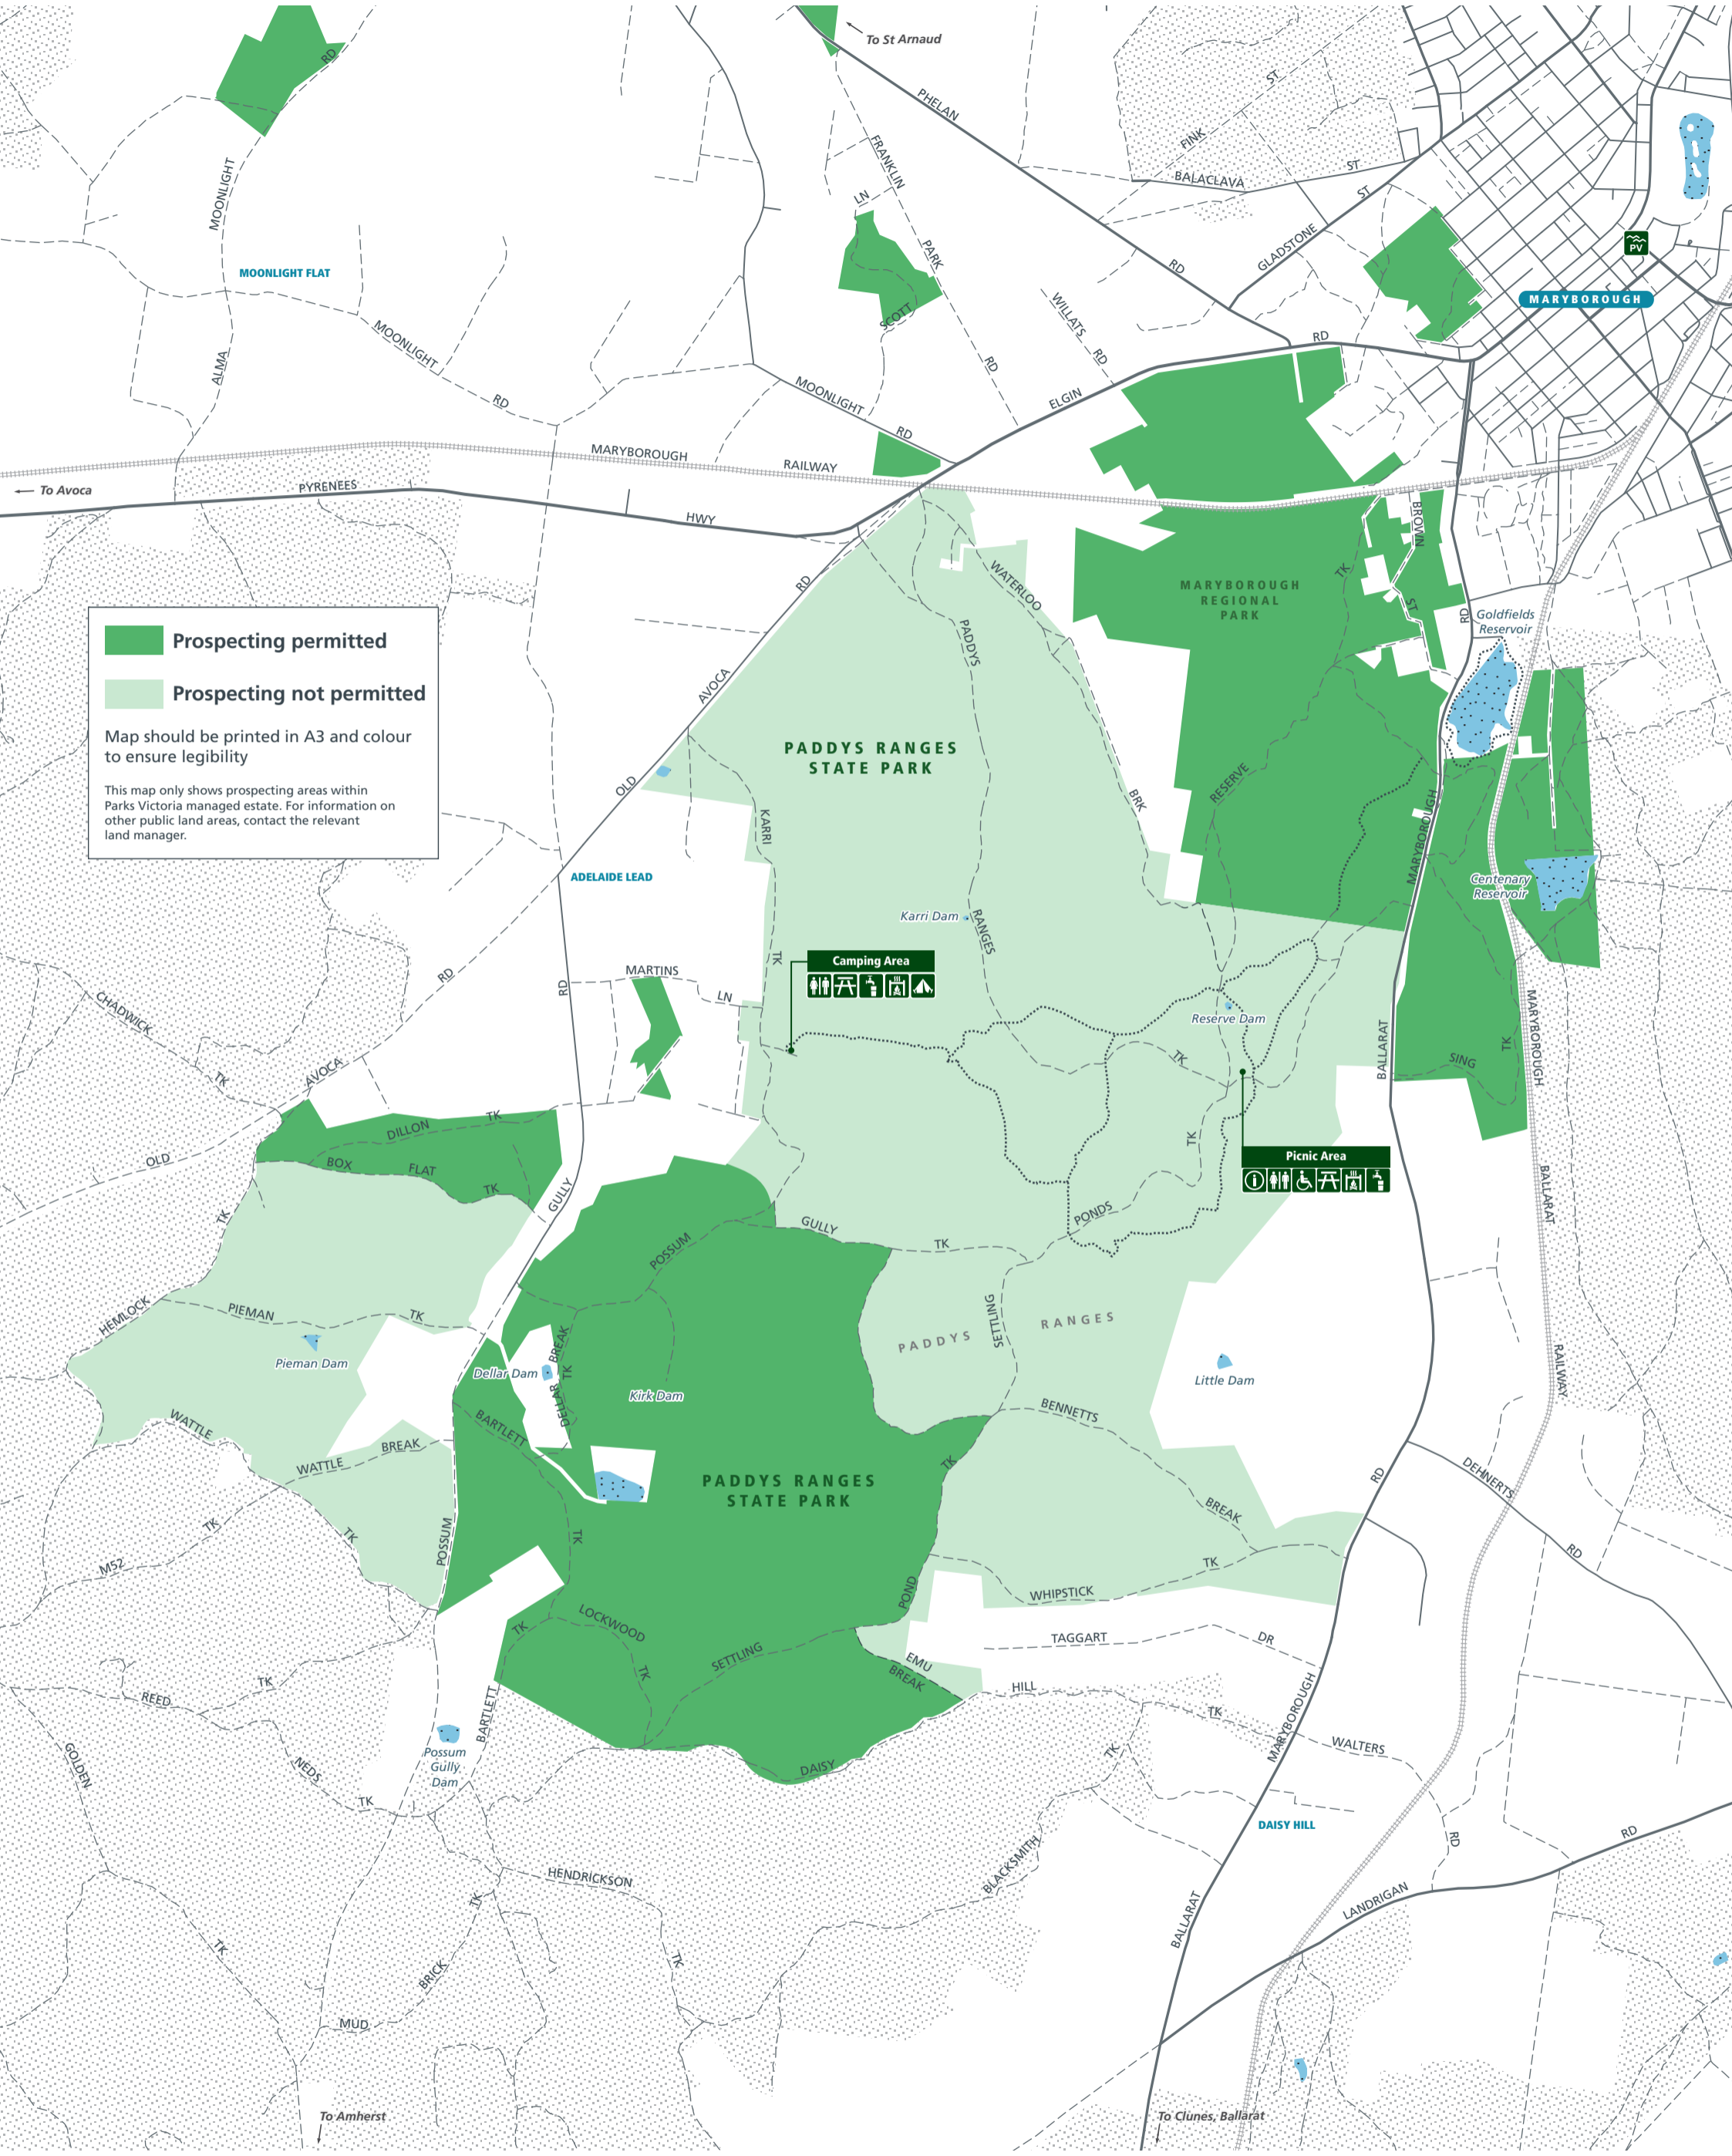 To St Arnaud
RD
PHELAN
ST
FINK
FRANKLIN
ST
BALACLAVA
MOONLIGHT
LN
ST
PARK
GLADSTONE
PV
RD
MOONLIGHT FLAT
MARYBOROUGH
WILLATS
SCOTT
MOONLIGHT
RD
RD
ALMA
RD
MOONLIGHT
ELGIN
RD
RD
MARYBOROUGH
RAILWAY
To Avoca
PYRENEES
HWY
BROWN
RD
WATERLOO
TK
MARYBOROUGH
REGIONAL
PARK
ST
RD
Goldfields
Reservoir
Prospecting permitted
Prospecting not permitted
Map should be printed in A3 and colour
to ensure legibility
This map only shows prospecting areas within
Parks Victoria managed estate. For information on
other public land areas, contact the relevant
land manager.
PADDYS
AVOCA
PADDYS RANGES
STATE PARK
OLD
RESERVE
BRK
KARRI
MARYBOROUGH
ADELAIDE LEAD
Centenary
Reservoir
Karri Dam
RANGES
TK
Camping Area
MARTINS
RD
RD
LN
CHADWICK
Reserve Dam
MARYBOROUGH
TK
TK
BALLARAT
SING
AVOCA
TK
TK
DILLON
TK
Picnic Area
OLD
BOX
FLAT
TK
GULLY
BALLARAT
TK
PONDS
GULLY
TK
POSSUM
HEMLOCK
PIEMAN
TK
SETTLING
PADDYS
RANGES
Pieman Dam
Dellar Dam
BREAK
TK
DELLAR
Kirk Dam
Little Dam
RAILWAY
WATTLE
BARTLETT
BENNETTS
BREAK
WATTLE
TK
PADDYS RANGES
STATE PARK
RD
DEHNERTS
BREAK
TK
TK
TK
POSSUM
RD
M52
TK
WHIPSTICK
POND
LOCKWOOD
TK
SETTLING
TAGGART
DR
EMU
BREAK
TK
TK
REED
HILL
TK
BARTLETT
MARYBOROUGH
WALTERS
Possum
Gully
Dam
GOLDEN
NEDS
DAISY
TK
TK
DAISY HILL
RD
RD
BLACKSMITH
HENDRICKSON
TK
LANDRIGAN
BALLARAT
TK
TK
BRICK
MUD
To Amherst
To Clunes, Ballarat